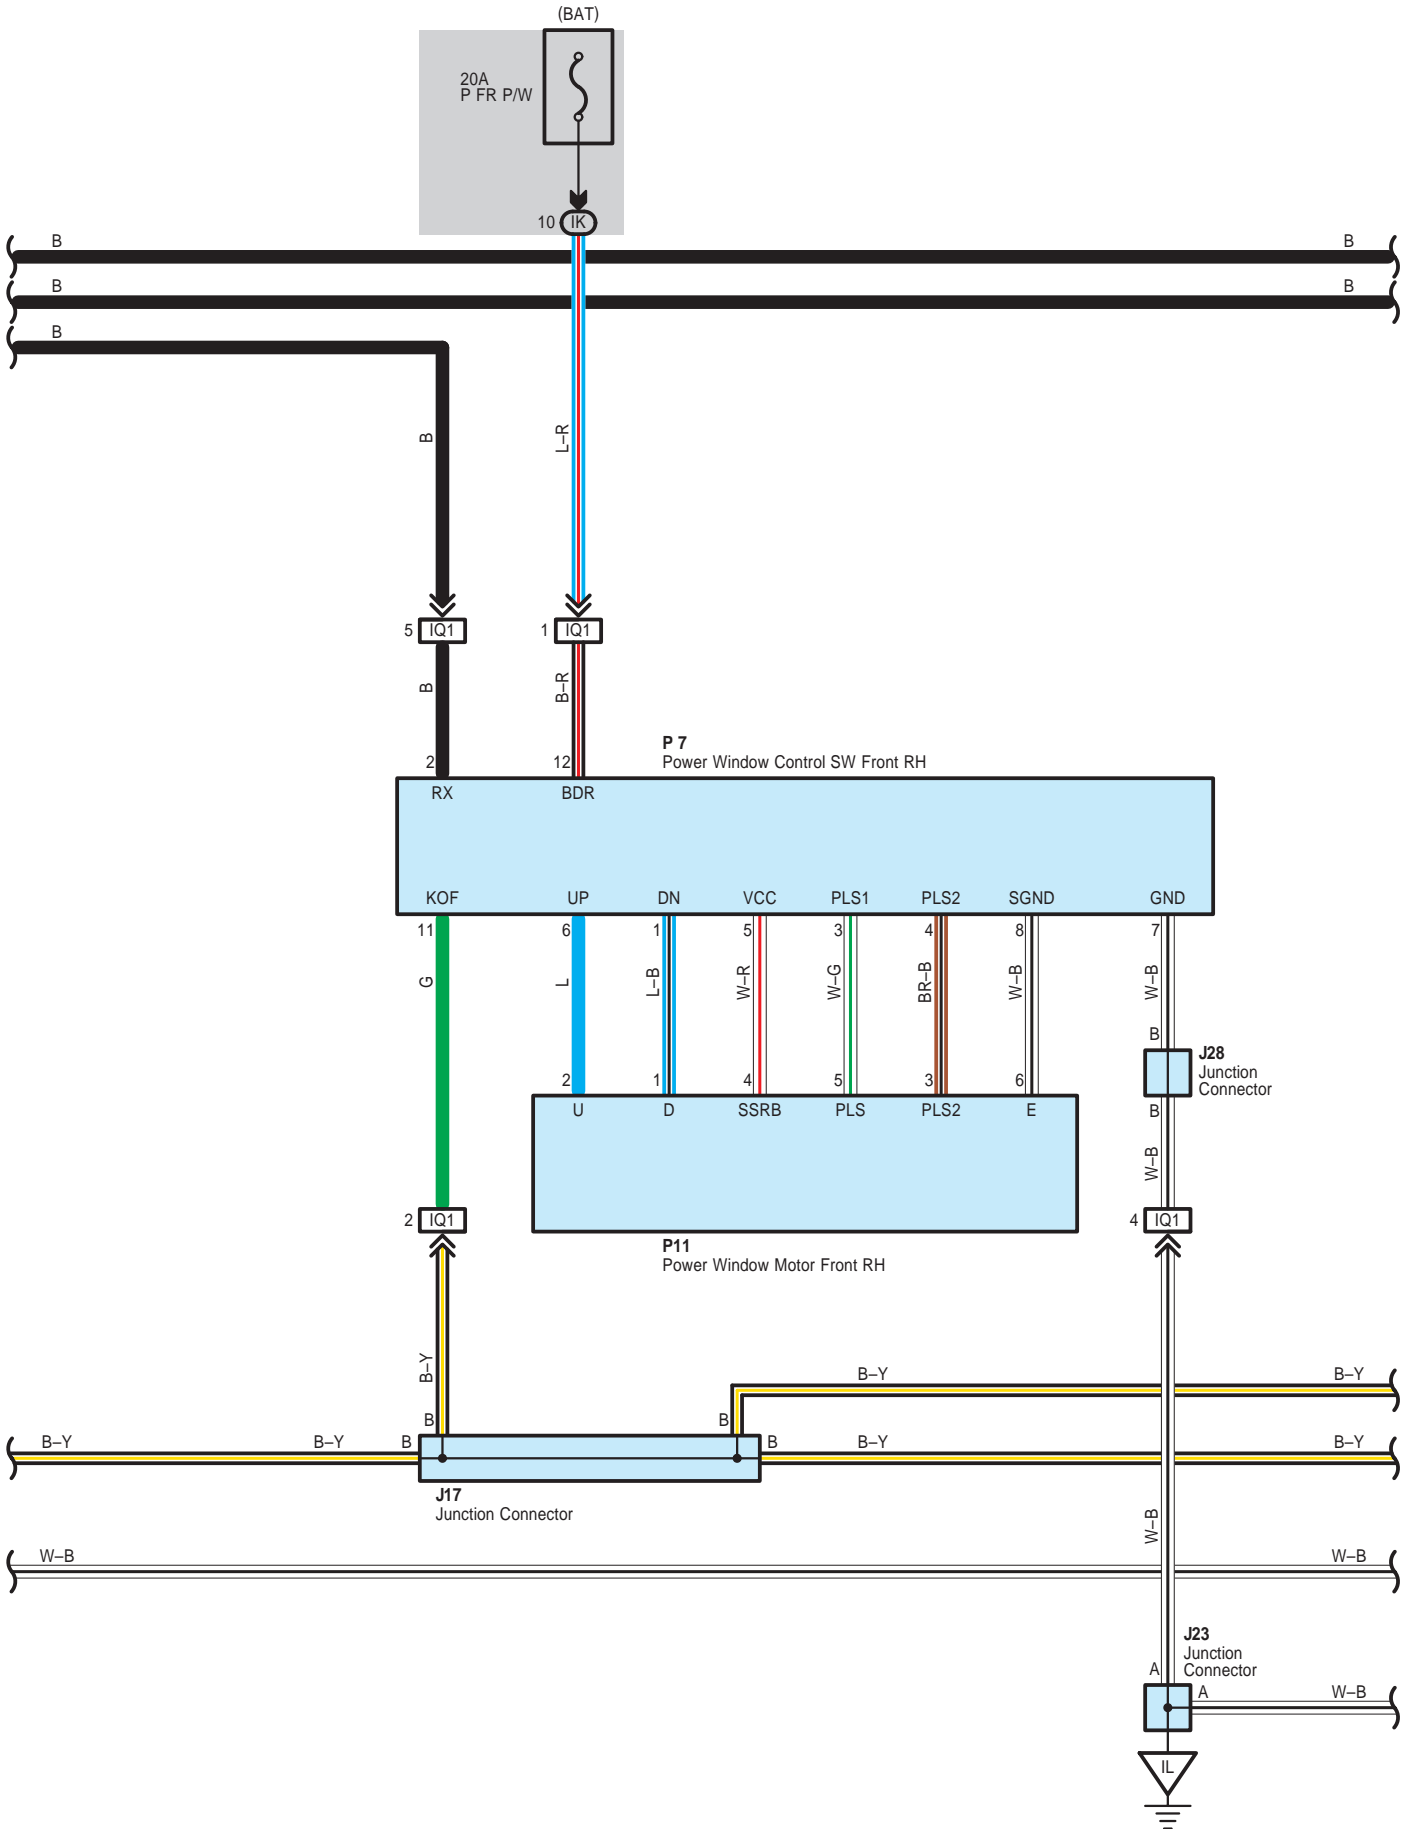 (BAT)
20A
P FR P/W
10 IK
B B
B B
B
B L–R
5 IQ1 1 IQ1
B B–R
P 7
Power Window Control SW Front RH
2 12
RX BDR
KOF UP DN VCC PLS1 PLS2 SGND GND
11 6 1 5 3 4 8 7
G L L–B W–R W–G BR–B W–B W–B
B
J28
Junction
Connector
2 1 4 5 3 6
U D SSRB PLS PLS2 E
B
W–B
2 IQ1 4 IQ1
P11
Power Window Motor Front RH
B–Y
B–Y B–Y
B B
B–Y B–Y B B B–Y B–Y
J17
Junction Connector
W–B
W–B W–B
J23
Junction
Connector
A
A W–B
IL